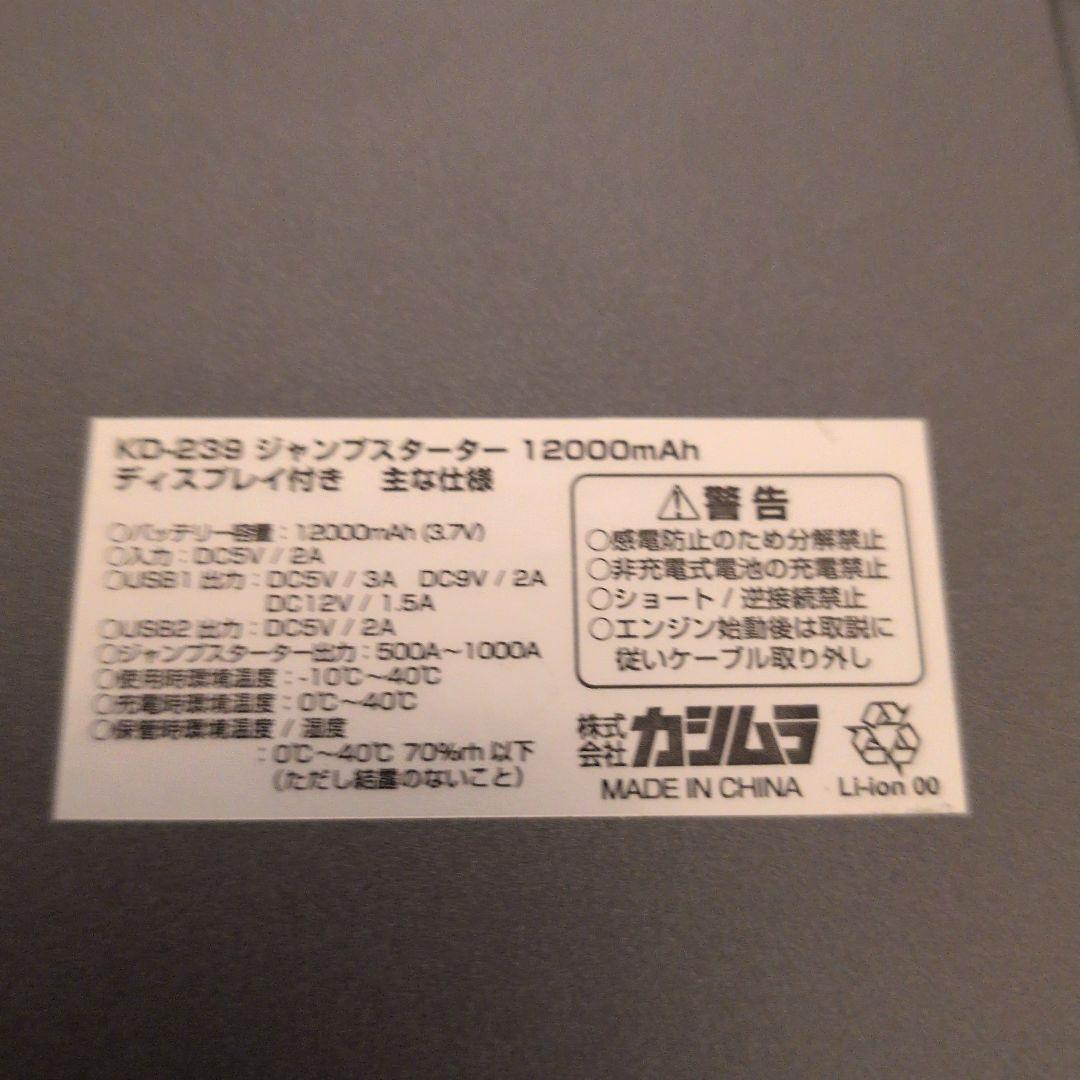 KD-239 ジャンプスターター 12000mAh
ディスプレイ付き 主な仕様
○バッテリー容量：12000mAh (3.7V)
○入力：DC5V / 2A
○USB1 出力：DC5V / 3A DC9V / 2A
DC12V / 1.5A
○USB2 出力：DC5V / 2A
○ジャンプスターター出力：500A～1000A
○使用時環境温度：-10℃～40℃
○充電時環境温度：0℃～40℃
○保管時環境温度 / 湿度
：0℃～40℃ 70%rh 以下
（ただし結露のないこと）
⚠警告
○感電防止のため分解禁止
○非充電式電池の充電禁止
○ショート / 逆接続禁止
○エンジン始動後は取説に
従いケーブル取り外し
株式会社 カシムラ
MADE IN CHINA
Li-ion 00